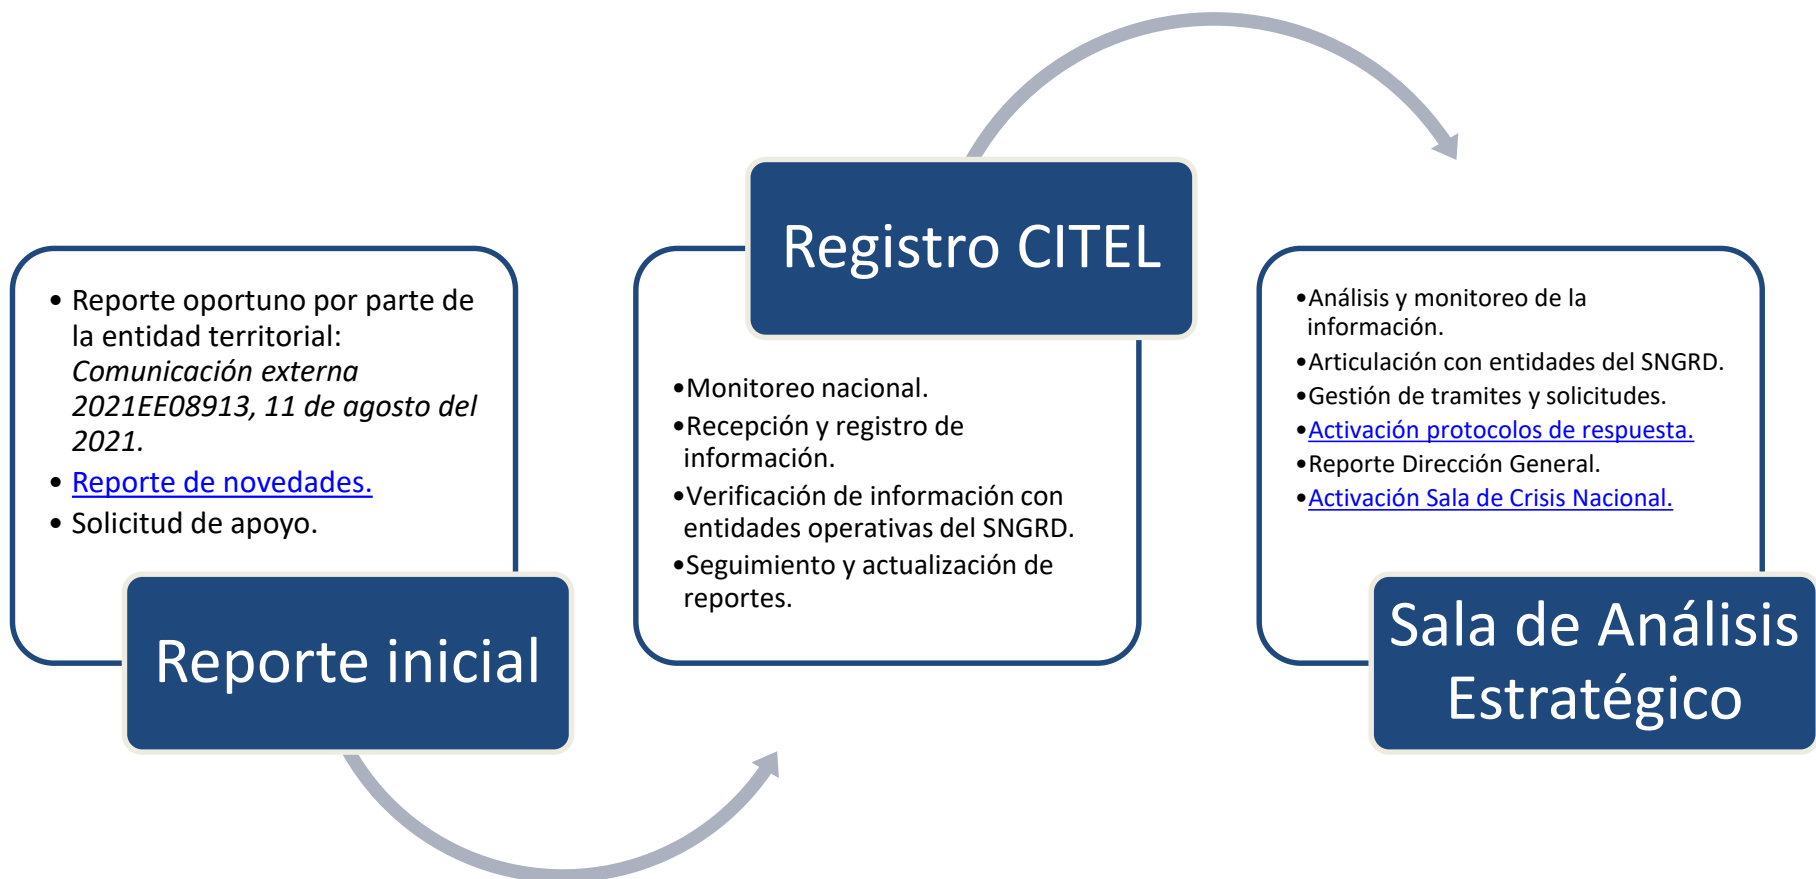 • Reporte oportuno por parte de
la entidad territorial:
Comunicación externa
2021EE08913, 11 de agosto del
2021.
• Reporte de novedades.
• Solicitud de apoyo.
Reporte inicial
Registro CITEL
•Monitoreo nacional.
•Recepción y registro de
información.
•Verificación de información con
entidades operativas del SNGRD.
•Seguimiento y actualización de
reportes.
•Análisis y monitoreo de la
información.
•Articulación con entidades del SNGRD.
•Gestión de tramites y solicitudes.
•Activación protocolos de respuesta.
•Reporte Dirección General.
•Activación Sala de Crisis Nacional.
Sala de Análisis
Estratégico